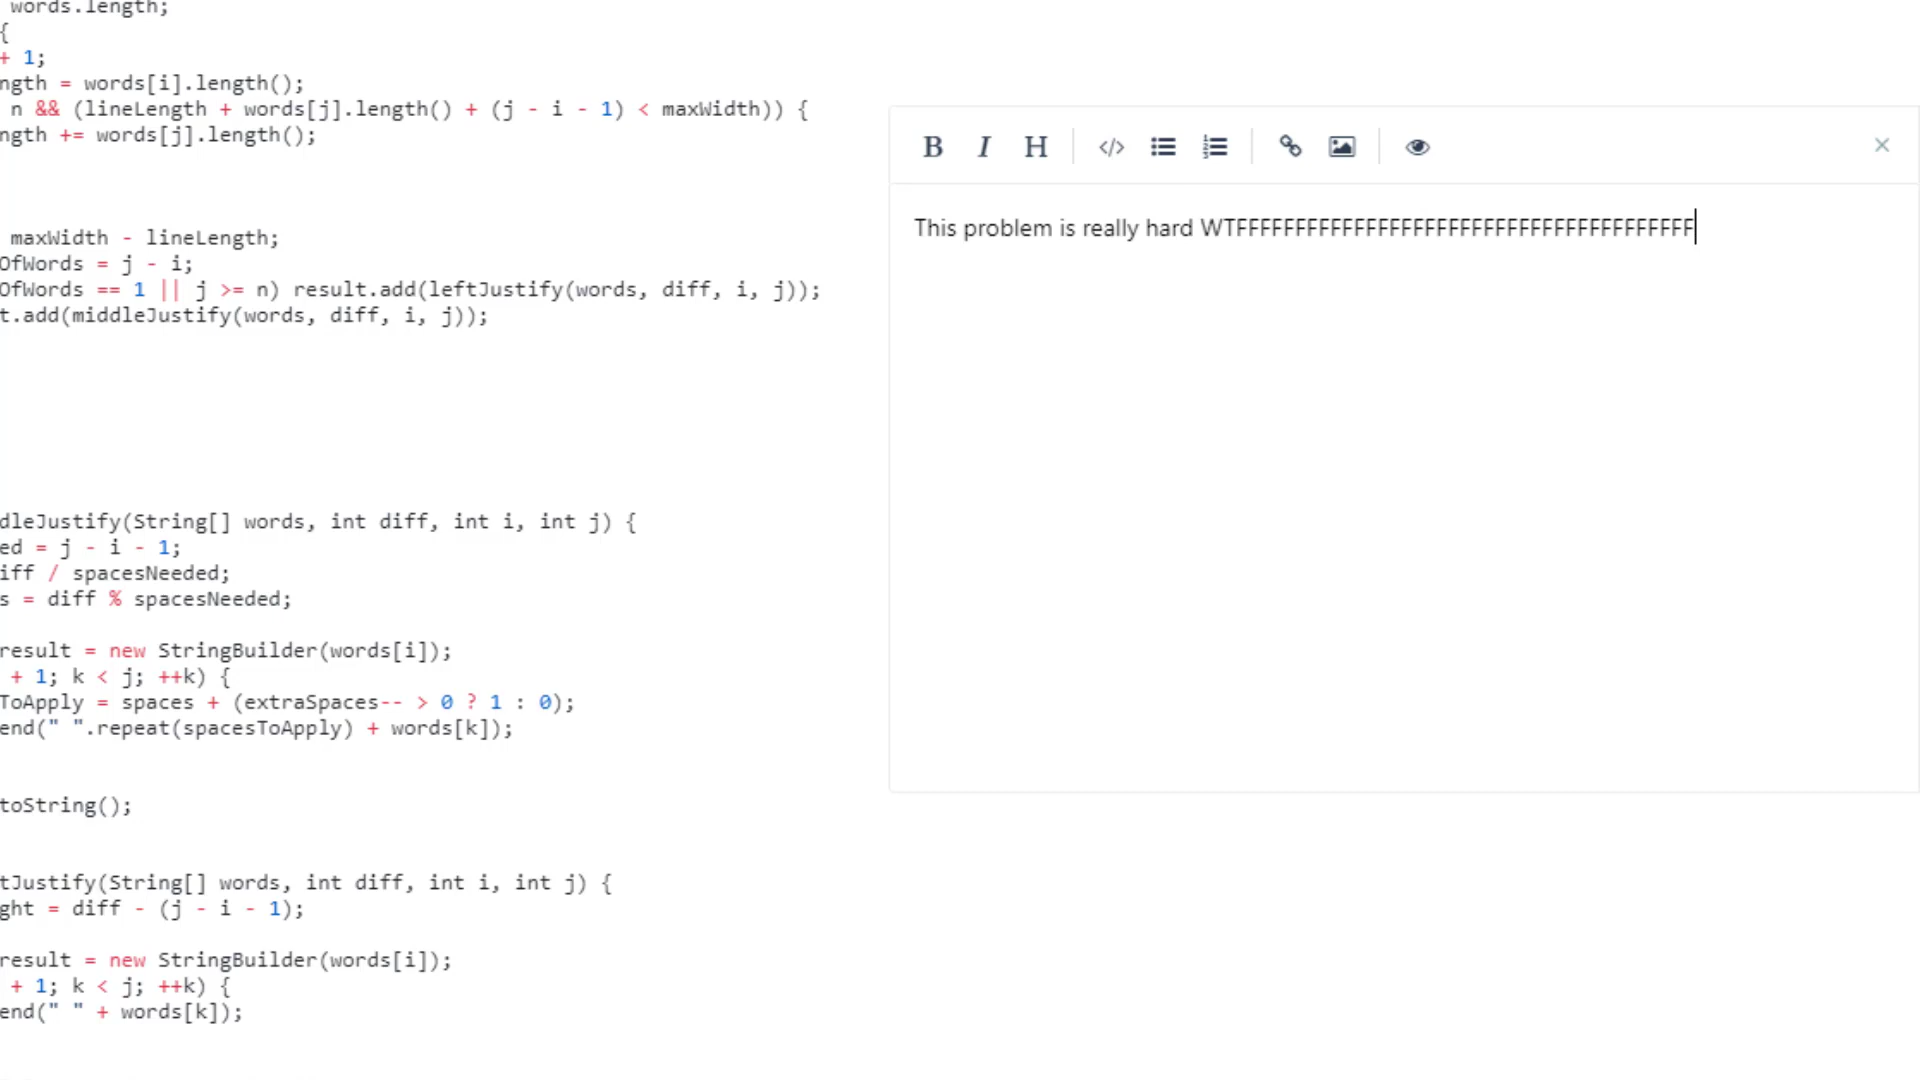 words.length;
{
+ 1;
ngth = words[i].length();
n && (lineLength + words[j].length() + (j - i - 1) < maxWidth)) {
ngth += words[j].length();
maxWidth - lineLength;
OfWords = j - i;
OfWords == 1 || j >= n) result.add(leftJustify(words, diff, i, j));
t.add(middleJustify(words, diff, i, j));
dleJustify(String[] words, int diff, int i, int j) {
ed = j - i - 1;
iff / spacesNeeded;
s = diff % spacesNeeded;
result = new StringBuilder(words[i]);
+ 1; k < j; ++k) {
ToApply = spaces + (extraSpaces-- > 0 ? 1 : 0);
end(" ".repeat(spacesToApply) + words[k]);
toString();
tJustify(String[] words, int diff, int i, int j) {
ght = diff - (j - i - 1);
result = new StringBuilder(words[i]);
+ 1; k < j; ++k) {
end(" " + words[k]);
B I H </>
This problem is really hard WTFFFFFFFFFFFFFFFFFFFFFFFFFFFFFFFFFFFFFFF